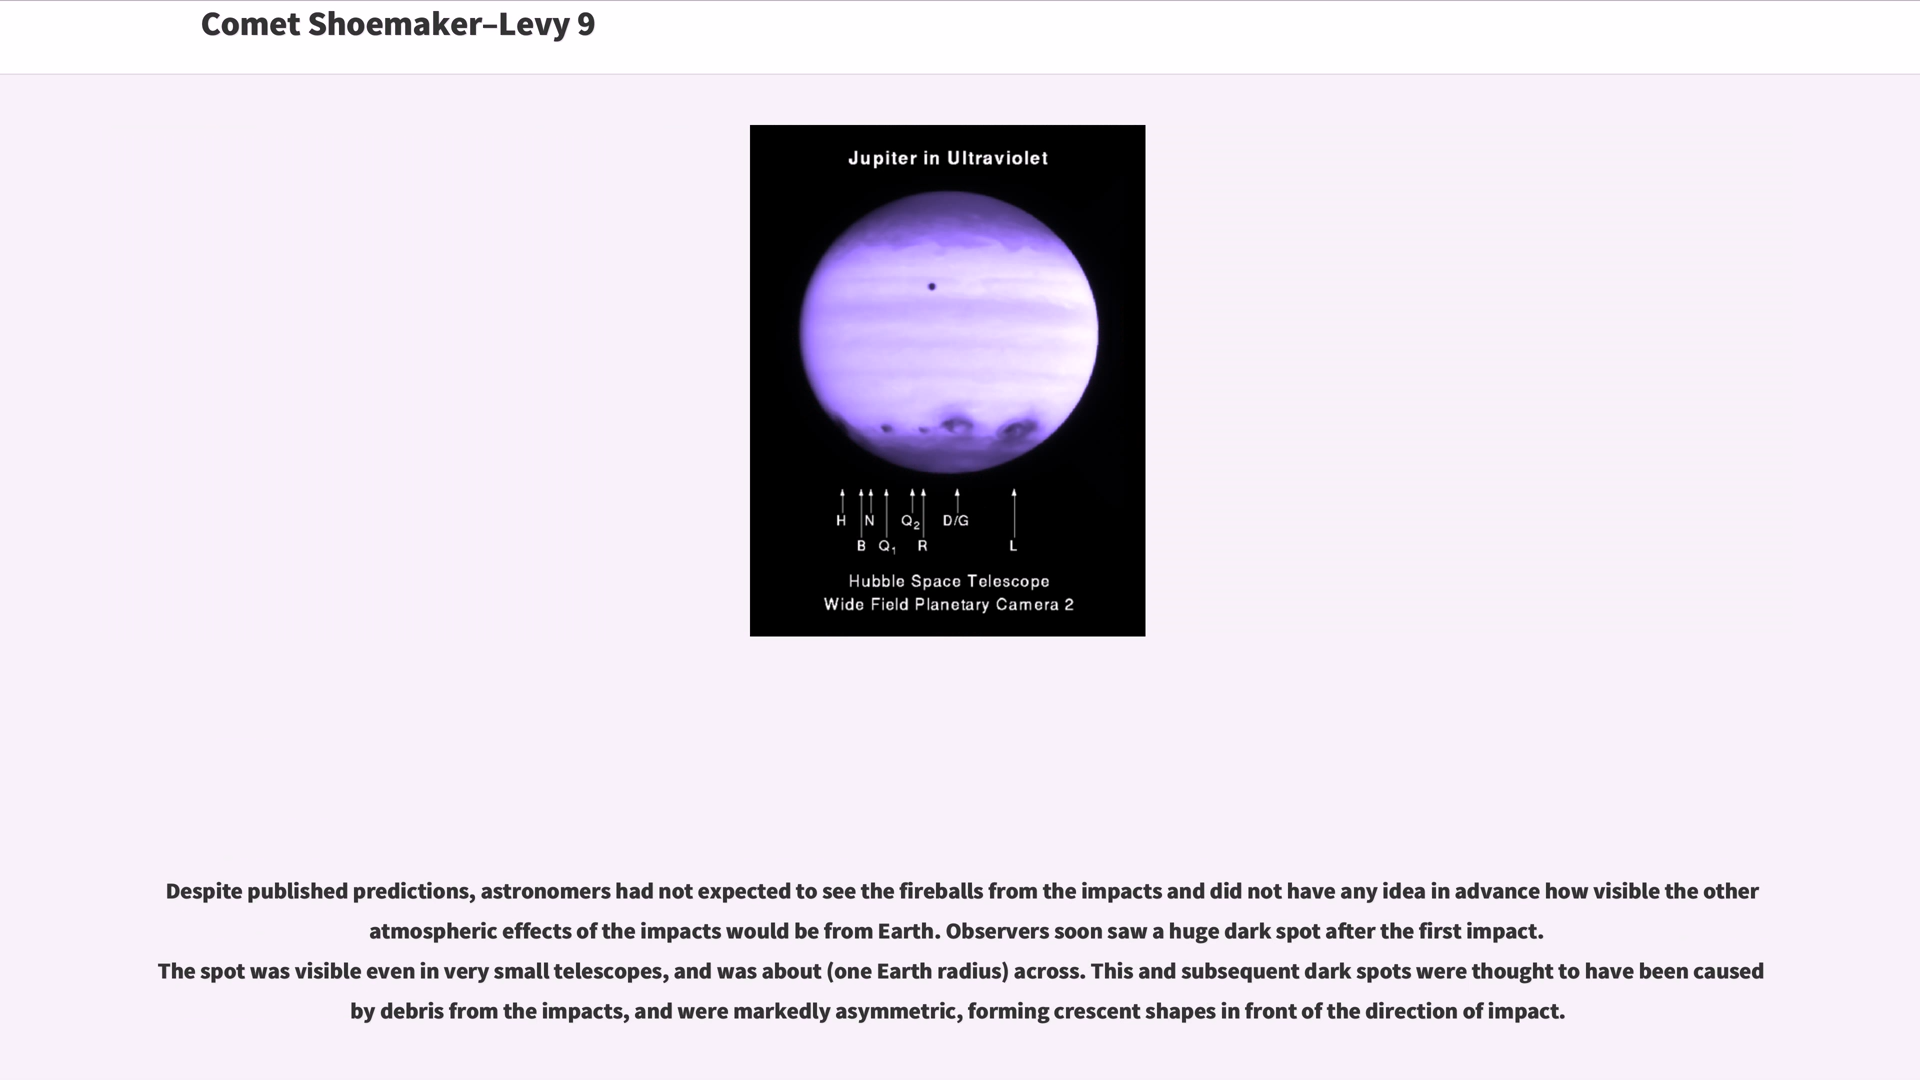 Comet Shoemaker–Levy 9
Jupiter in Ultraviolet
H N Q2 D/G
B Q1 R L
Hubble Space Telescope
Wide Field Planetary Camera 2
Despite published predictions, astronomers had not expected to see the fireballs from the impacts and did not have any idea in advance how visible the other
atmospheric effects of the impacts would be from Earth. Observers soon saw a huge dark spot after the first impact.
The spot was visible even in very small telescopes, and was about (one Earth radius) across. This and subsequent dark spots were thought to have been caused
by debris from the impacts, and were markedly asymmetric, forming crescent shapes in front of the direction of impact.